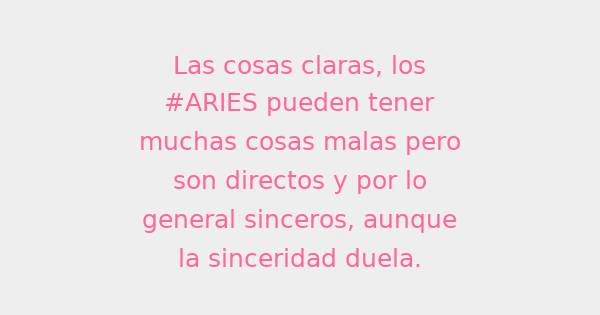 Las cosas claras, los
#ARIES pueden tener
muchas cosas malas pero
son directos y por lo
general sinceros, aunque
la sinceridad duela.